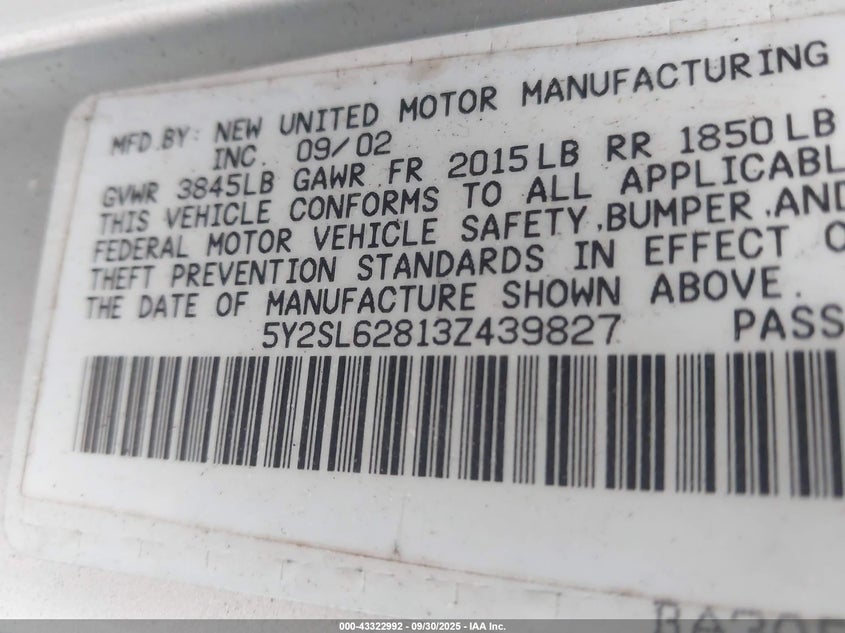 MFD.BY: NEW UNITED MOTOR MANUFACTURING
INC. 09/02
GVWR 3845LB GAWR FR 2015LB RR 1850LB
THIS VEHICLE CONFORMS TO ALL APPLICABL
FEDERAL MOTOR VEHICLE SAFETY,BUMPER,AND
THEFT PREVENTION STANDARDS IN EFFECT O
THE DATE OF MANUFACTURE SHOWN ABOVE.
5Y2SL62813Z439827 PASS
000-43322992 - 09/30/2025 - IAA Inc.